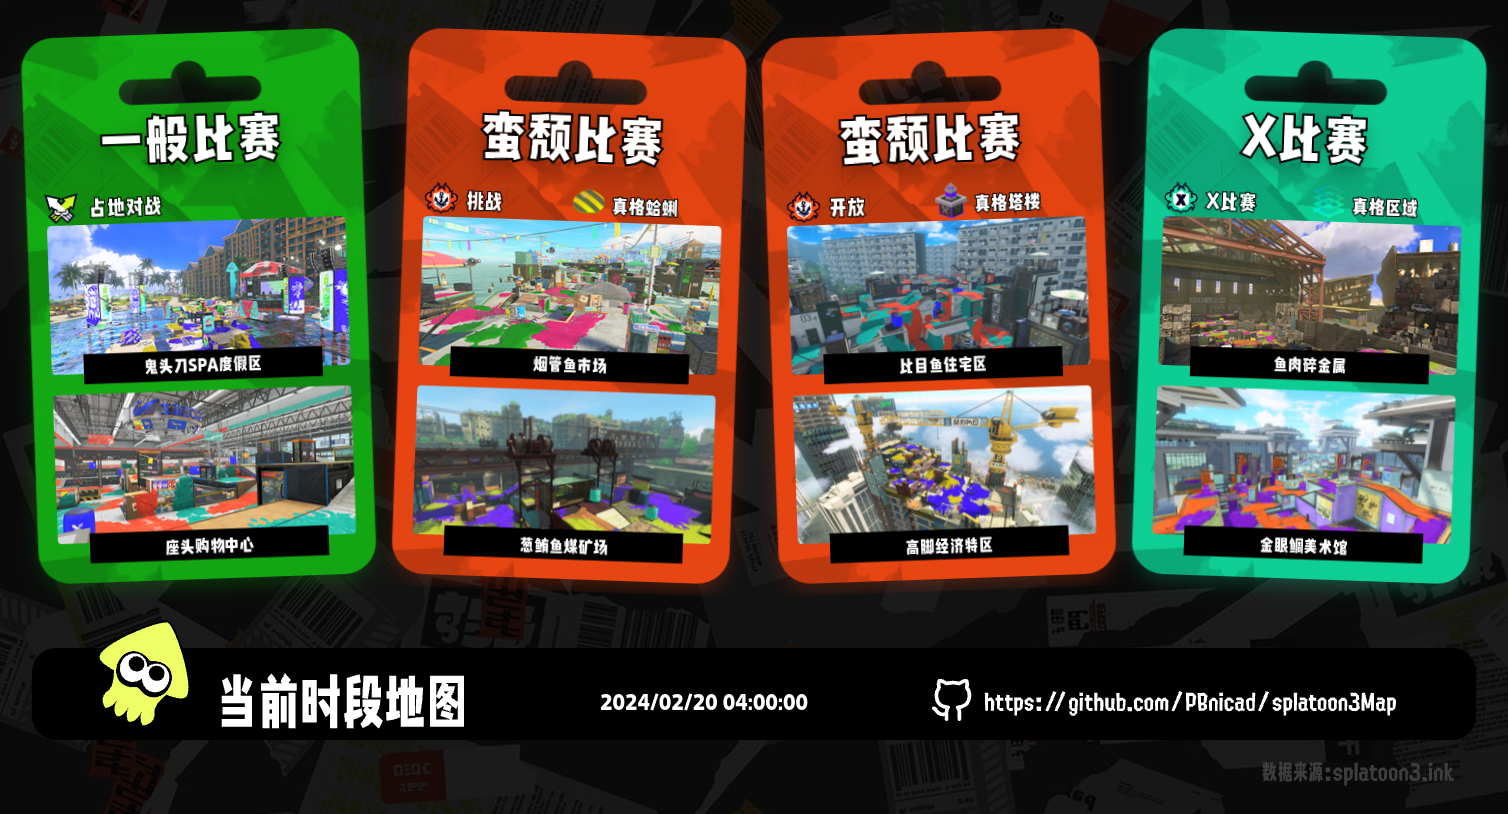 一般比赛
占地对战
鬼头刀SPA度假区
座头购物中心
蛮颓比赛
挑战
真格蛤蜊
烟管鱼市场
葱鲔鱼煤矿场
蛮颓比赛
开放
真格塔楼
比目鱼住宅区
高脚经济特区
X比赛
X比赛
真格区域
鱼肉碎金属
金眼鲷美术馆
当前时段地图
2024/02/20 04:00:00
https://github.com/PBnicad/splatoon3Map
数据来源:splatoon3.ink